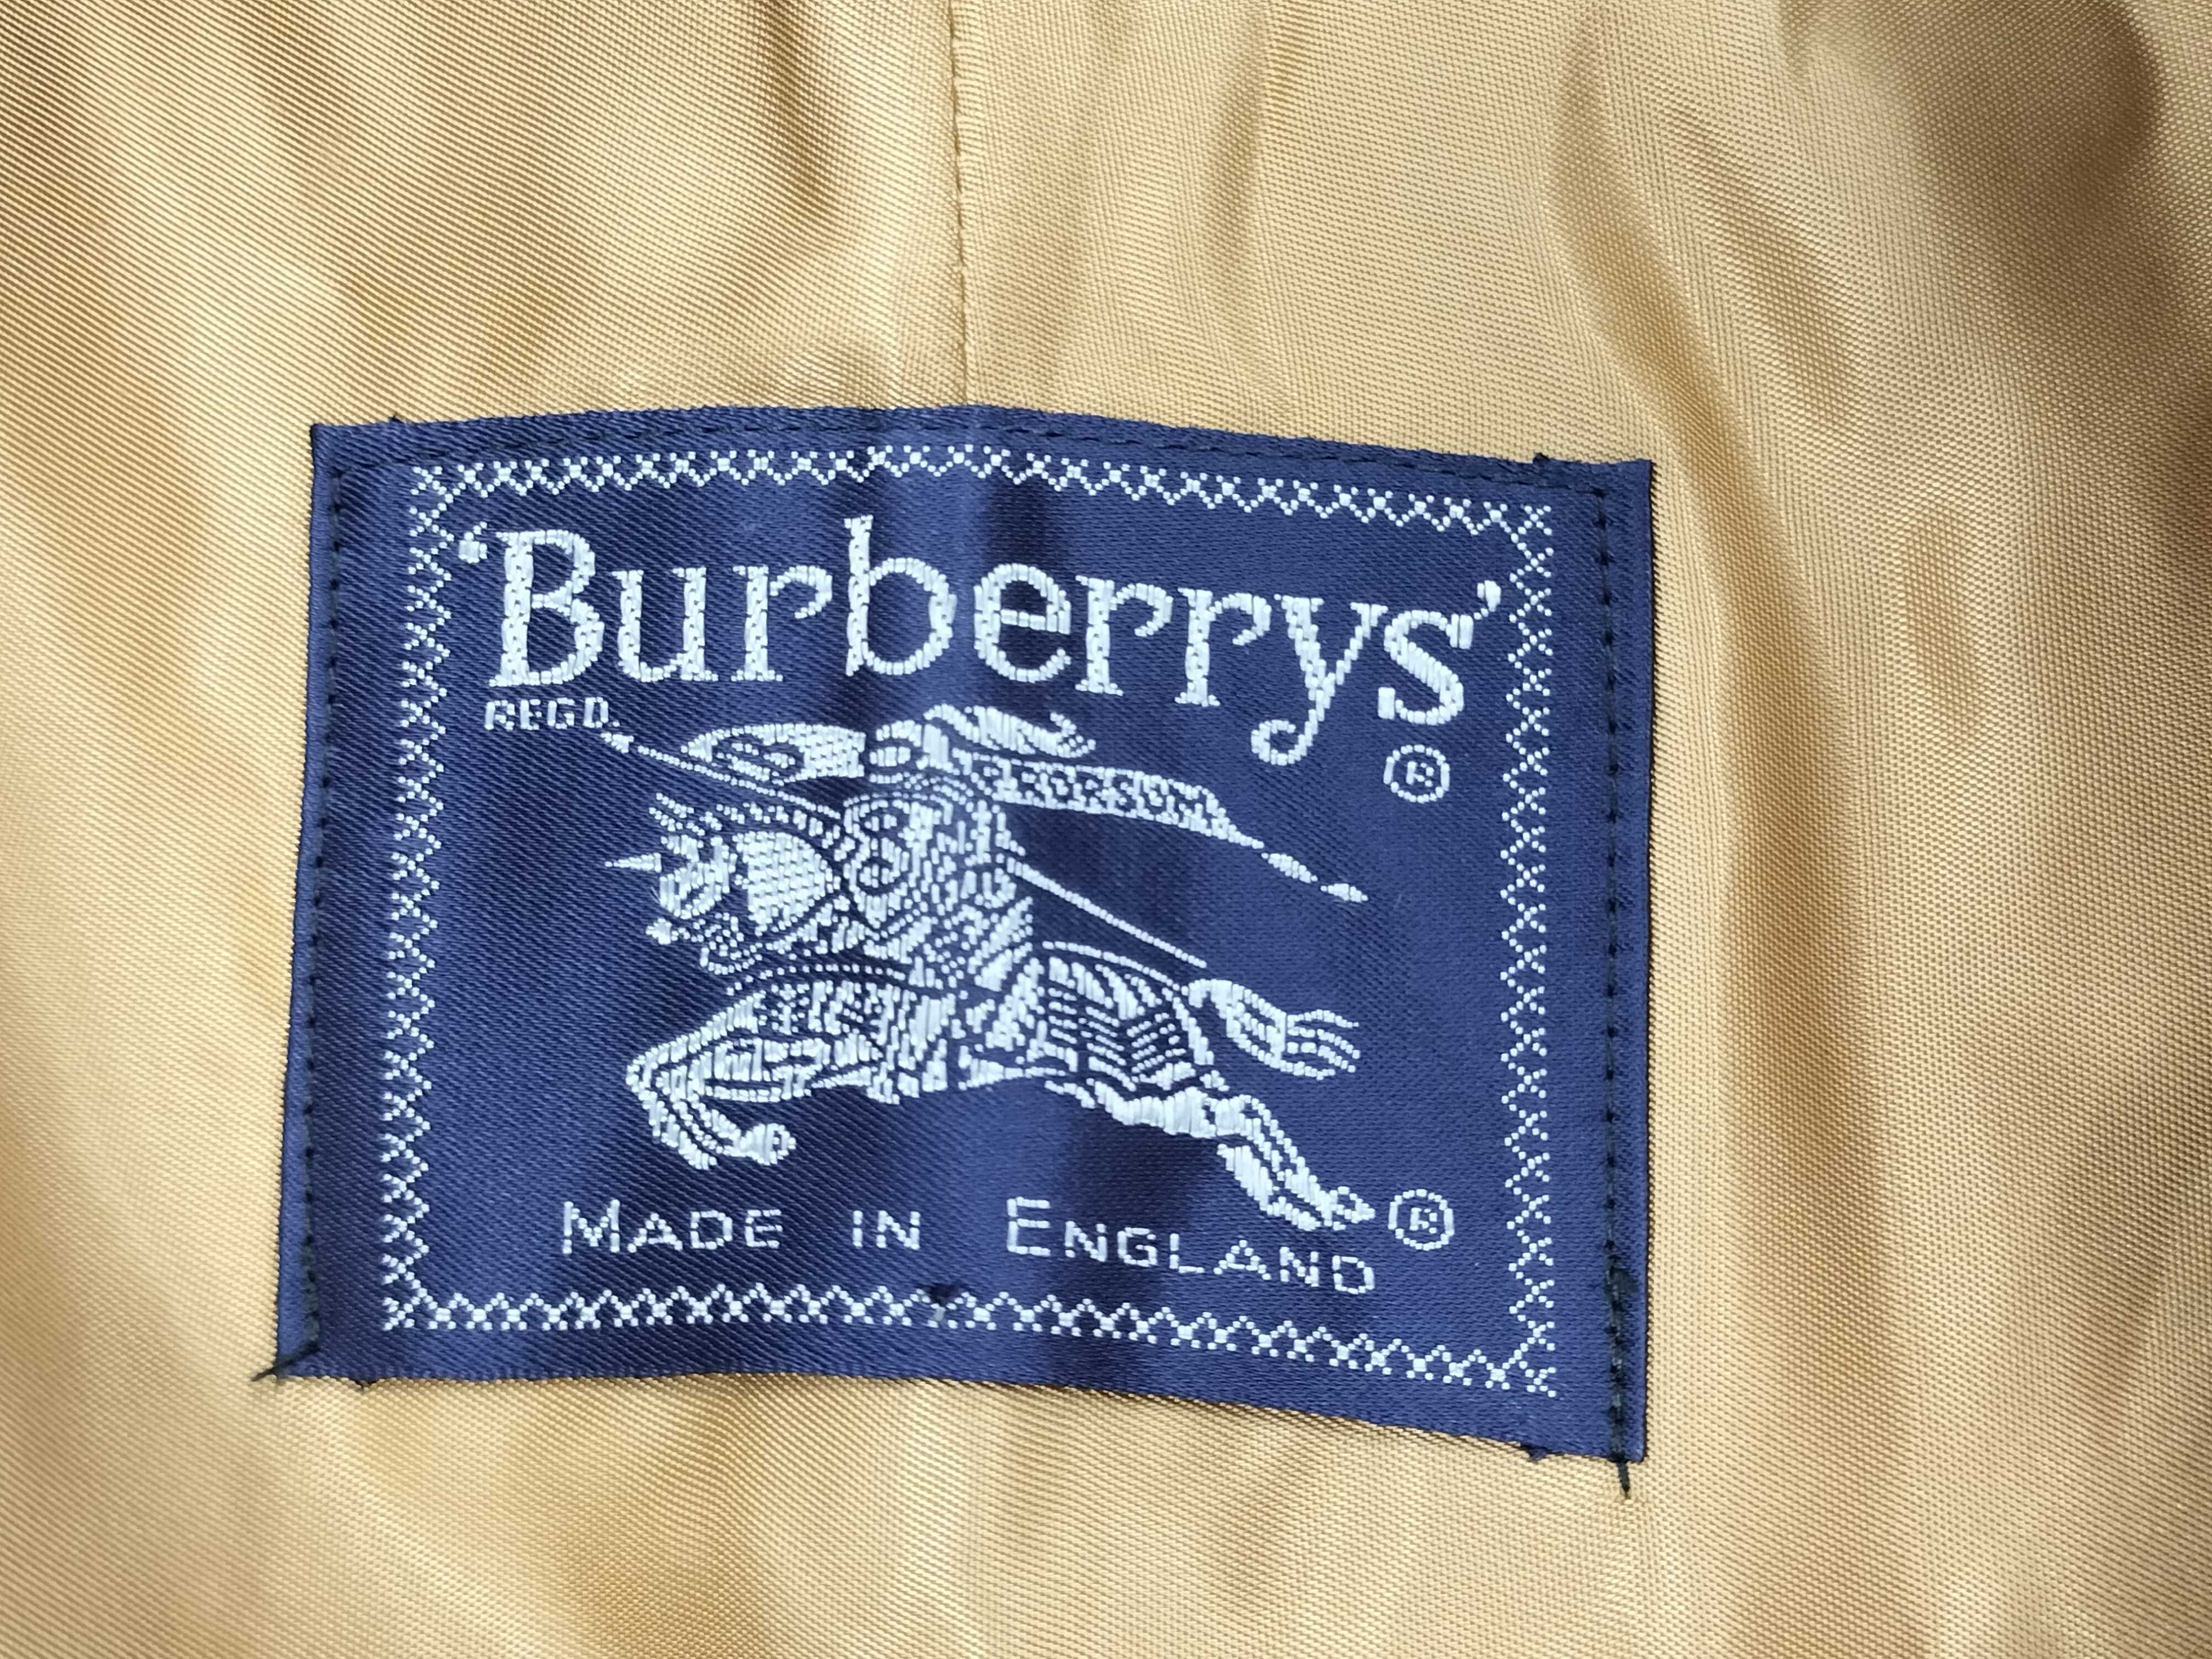 ‘Burberrys’
REGD.
®
PRORSUM
®
MADE IN ENGLAND